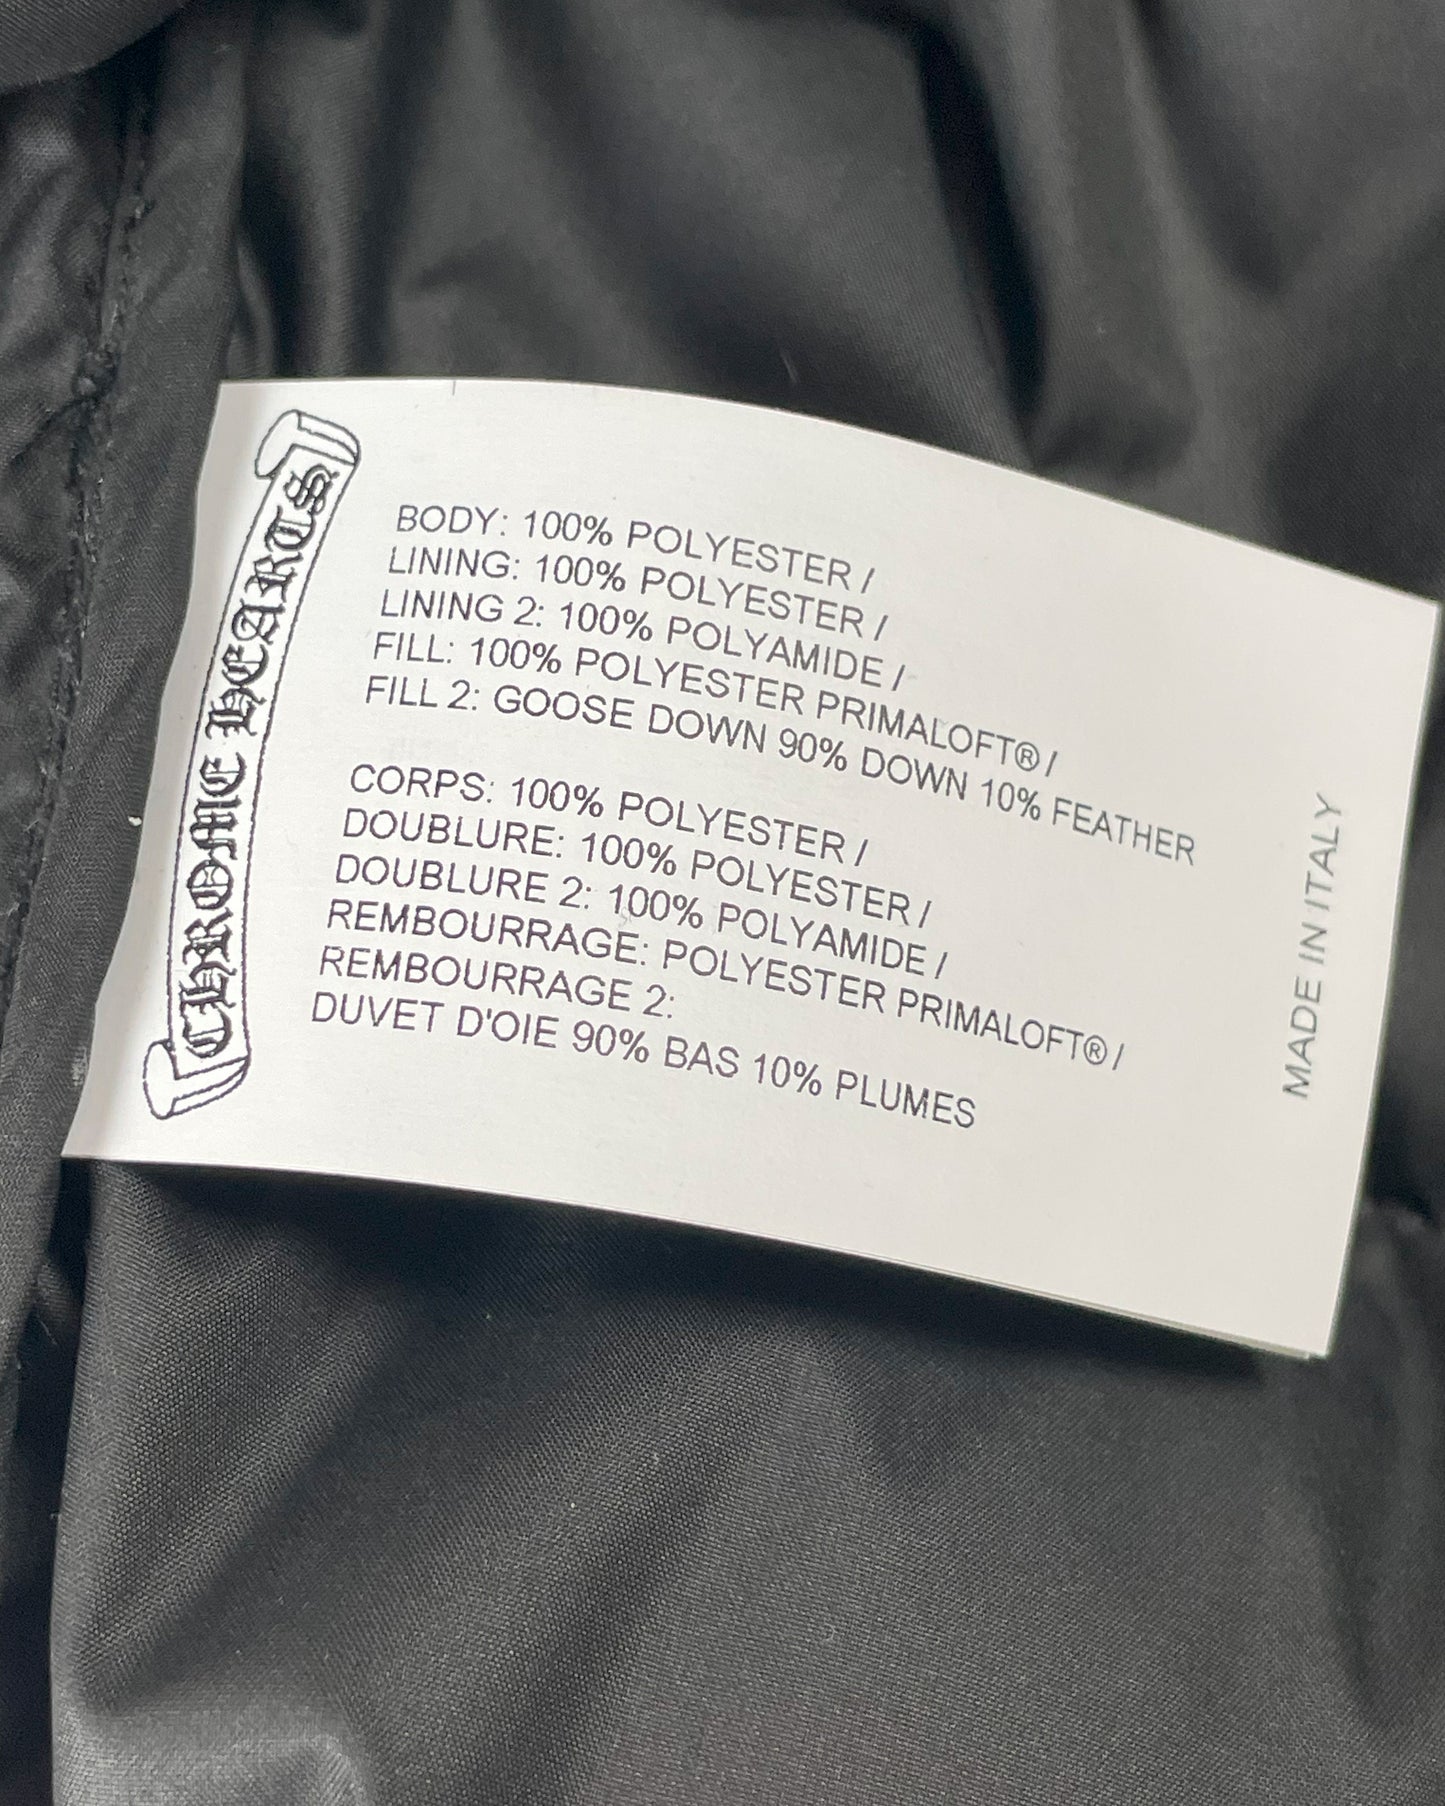 CHROME HEARTS
BODY: 100% POLYESTER /
LINING: 100% POLYESTER /
LINING 2: 100% POLYAMIDE /
FILL: 100% POLYESTER PRIMALOFT® /
FILL 2: GOOSE DOWN 90% DOWN 10% FEATHER
CORPS: 100% POLYESTER /
DOUBLURE: 100% POLYESTER /
DOUBLURE 2: 100% POLYAMIDE /
REMBOURRAGE: POLYESTER PRIMALOFT® /
REMBOURRAGE 2:
DUVET D'OIE 90% BAS 10% PLUMES
MADE IN ITALY